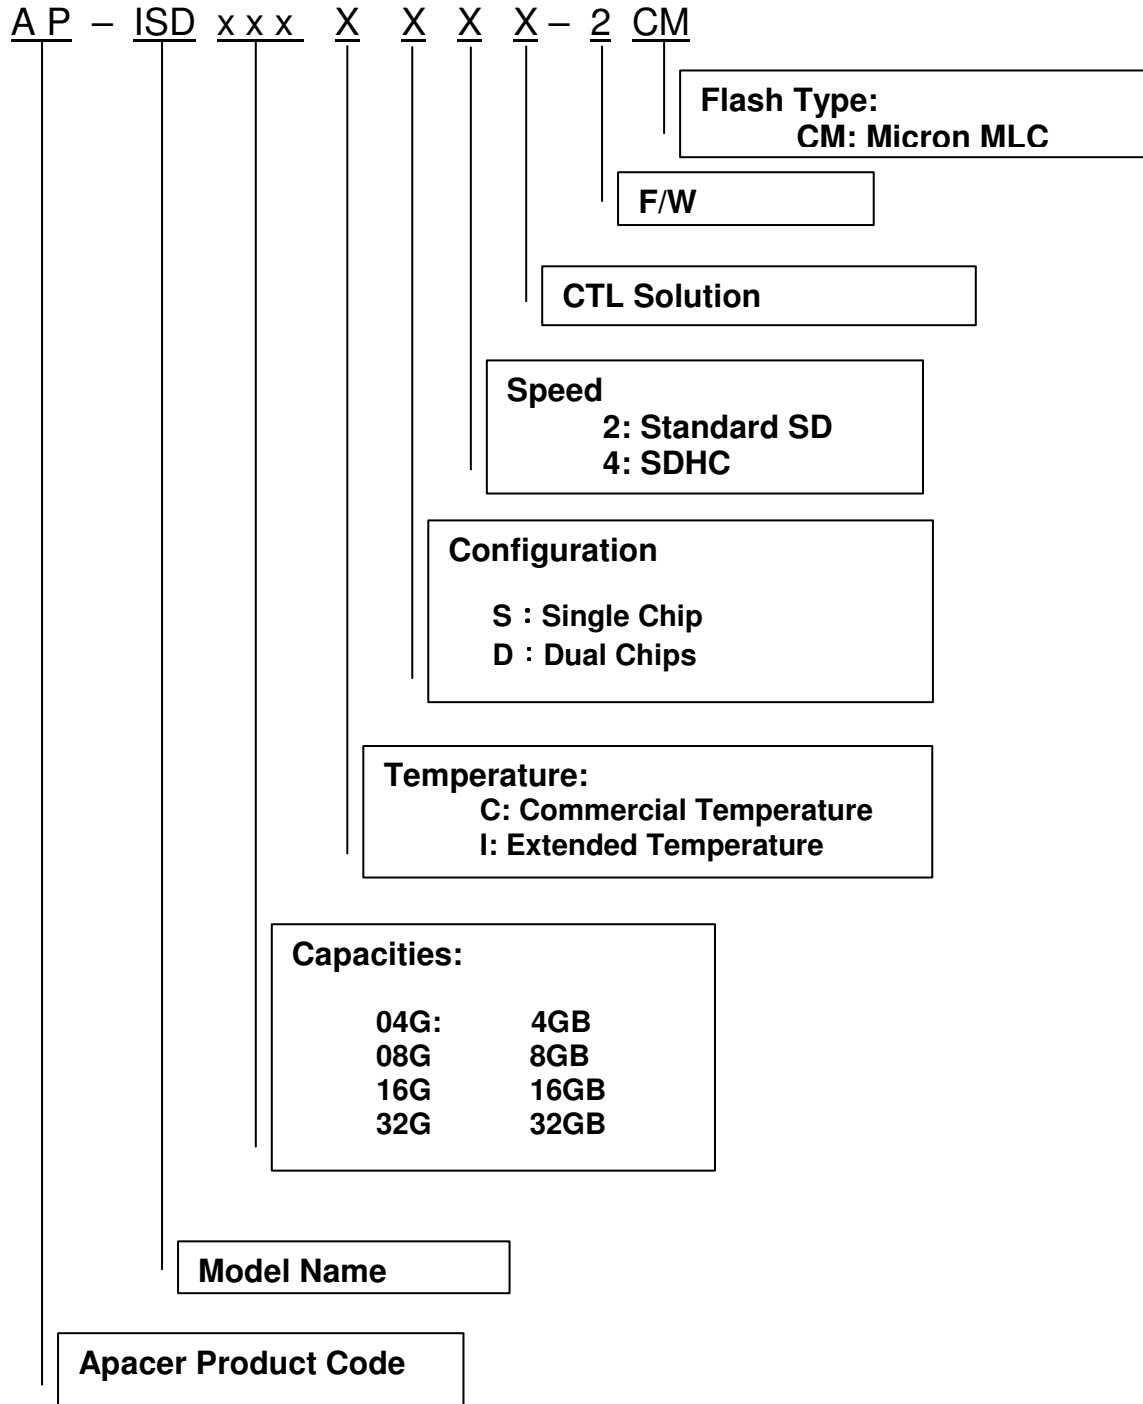 A P – ISD x x x X X X X – 2 CM
Flash Type:
CM: Micron MLC
F/W
CTL Solution
Speed
2: Standard SD
4: SDHC
Configuration
S : Single Chip
D : Dual Chips
Temperature:
C: Commercial Temperature
I: Extended Temperature
Capacities:
04G: 4GB
08G 8GB
16G 16GB
32G 32GB
Model Name
Apacer Product Code